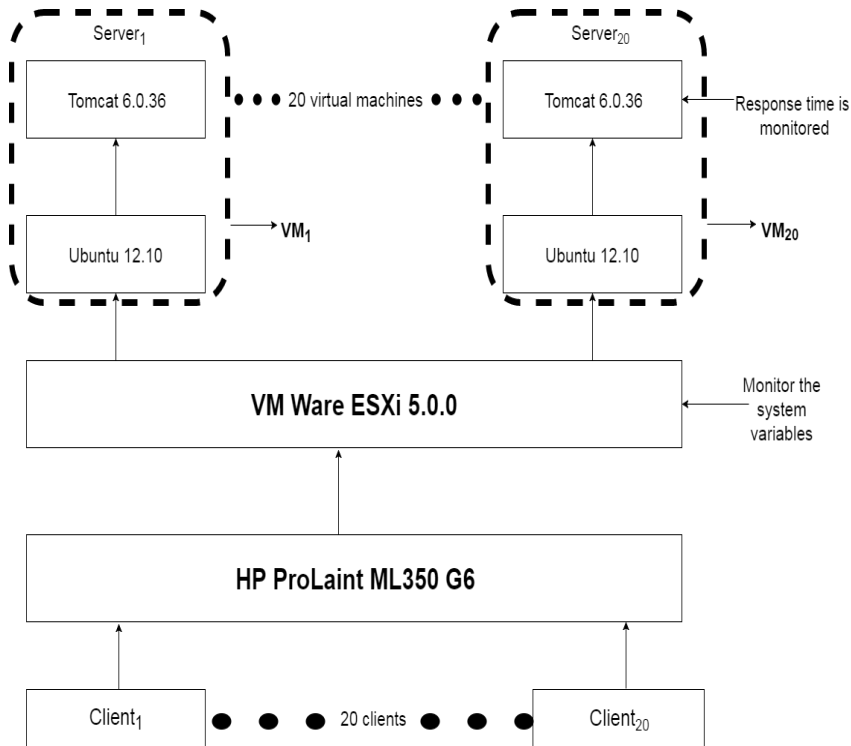 Server₁
Server₂₀
Tomcat 6.0.36
20 virtual machines
Tomcat 6.0.36
Response time is
monitored
VM₁
VM₂₀
Ubuntu 12.10
Ubuntu 12.10
VM Ware ESXi 5.0.0
Monitor the
system
variables
HP ProLaint ML350 G6
Client₁
20 clients
Client₂₀